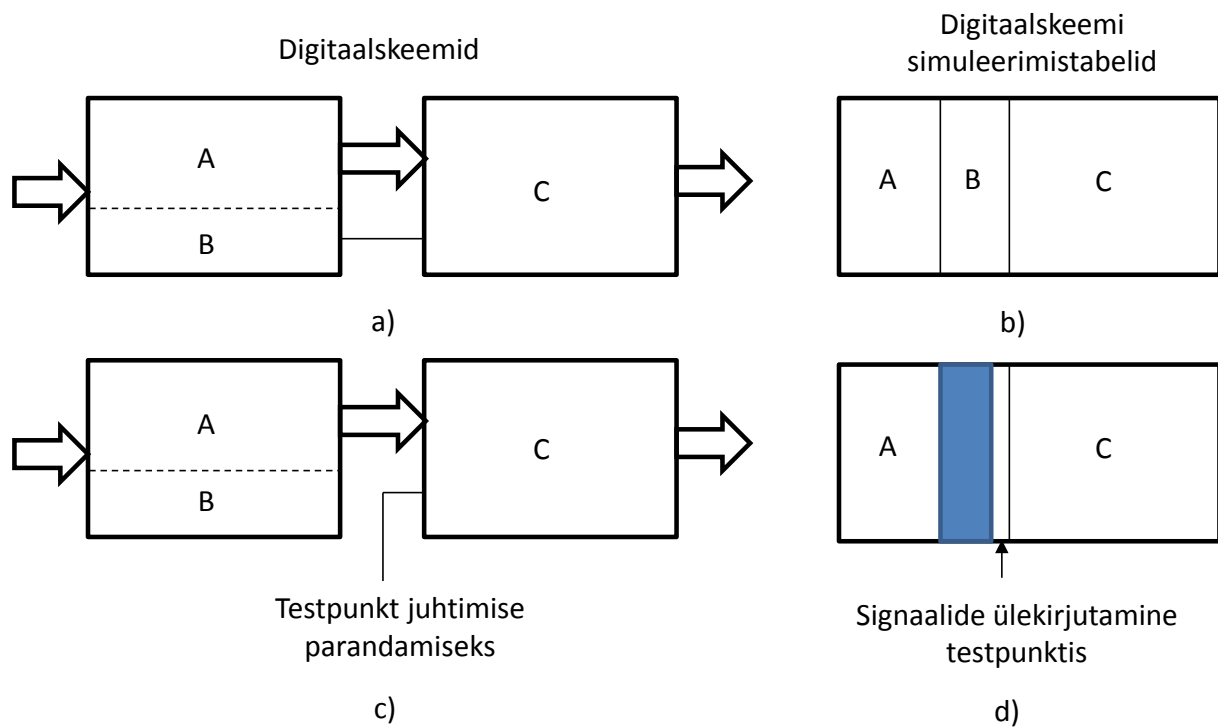 Digitaalskeemid
Digitaalskeemi
simuleerimistabelid
A
B
C
A
B
C
a)
b)
A
B
C
A
C
Testpunkt juhtimise
parandamiseks
Signaalide ülekirjutamine
testpunktis
c)
d)